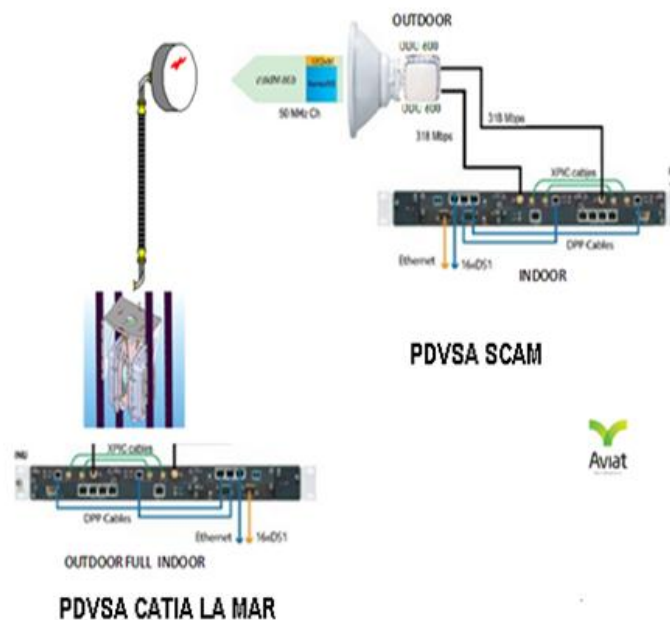 OUTDOOR
ODU 600
50 MHz Ch
ODU 600
318 Mbps
318 Mbps
XPIC cables
DPP-Cables
Ethernet
16xDS1
INDOOR
PDVSA SCAM
Aviat
XPIC cables
DPP-Cables
Ethernet
16xDS1
OUTDOOR FULL INDOOR
PDVSA CATIA LA MAR